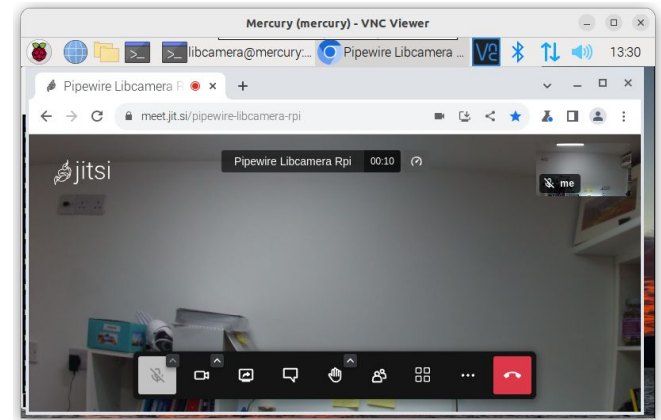 Mercury (mercury) - VNC Viewer
libcamera@mercury:... Pipewire Libcamera ... V2 13:30
Pipewire Libcamera R
meet.jit.si/pipewire-libcamera-rpi
jitsi
Pipewire Libcamera Rpi 00:10
me